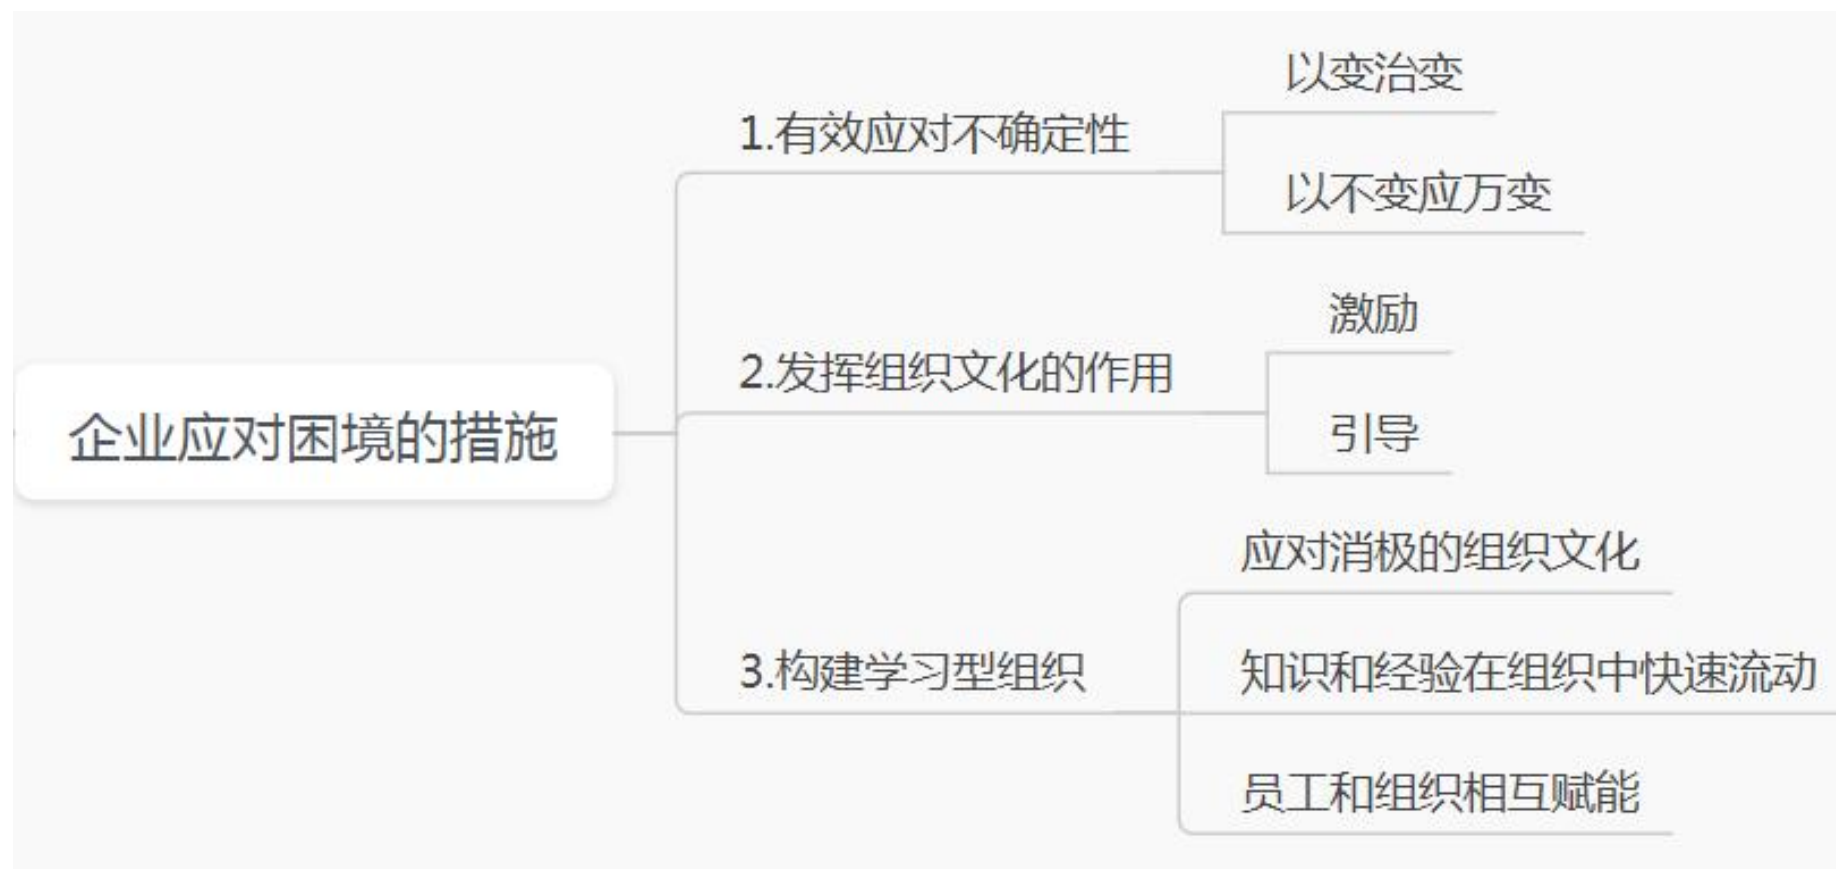 企业应对困境的措施
1.有效应对不确定性
以变治变
以不变应万变
2.发挥组织文化的作用
激励
引导
3.构建学习型组织
应对消极的组织文化
知识和经验在组织中快速流动
员工和组织相互赋能